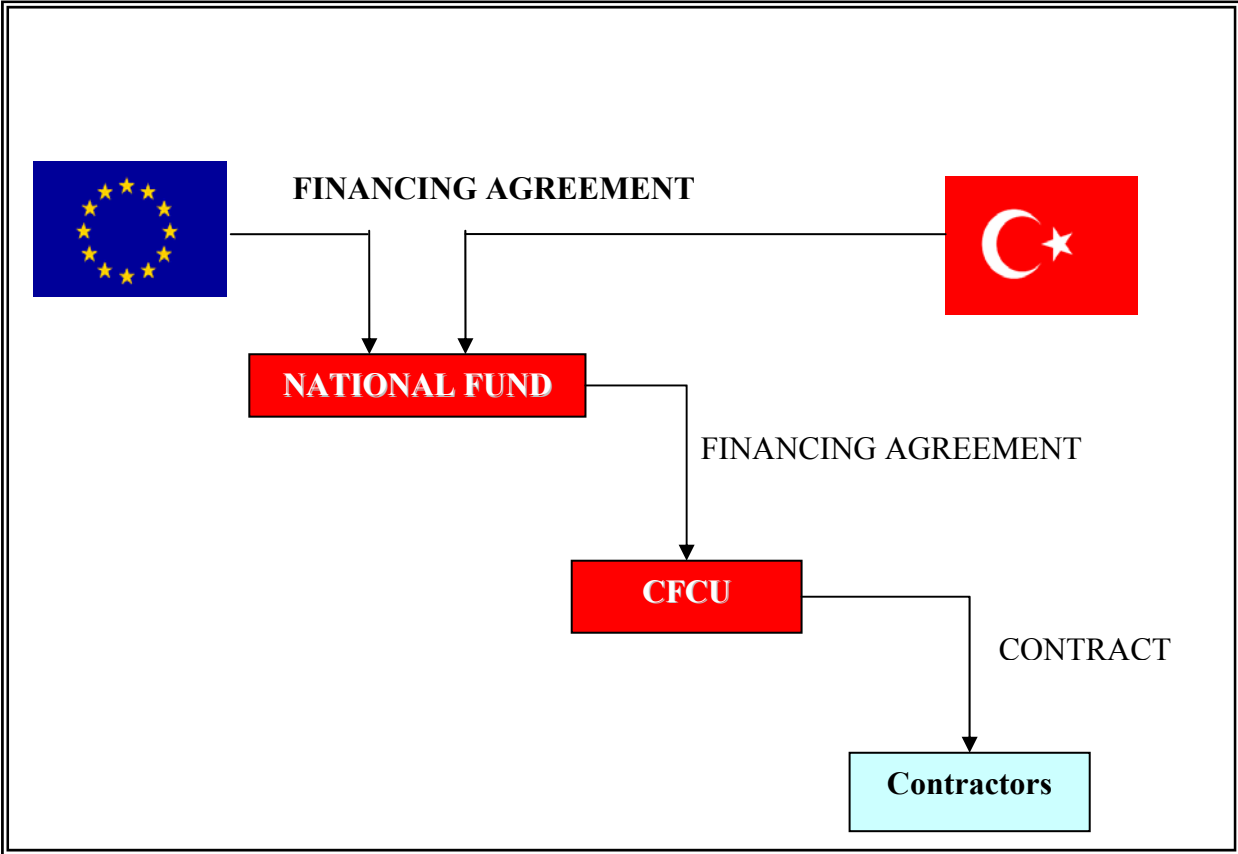 FINANCING AGREEMENT
NATIONAL FUND
FINANCING AGREEMENT
CFCU
CONTRACT
Contractors